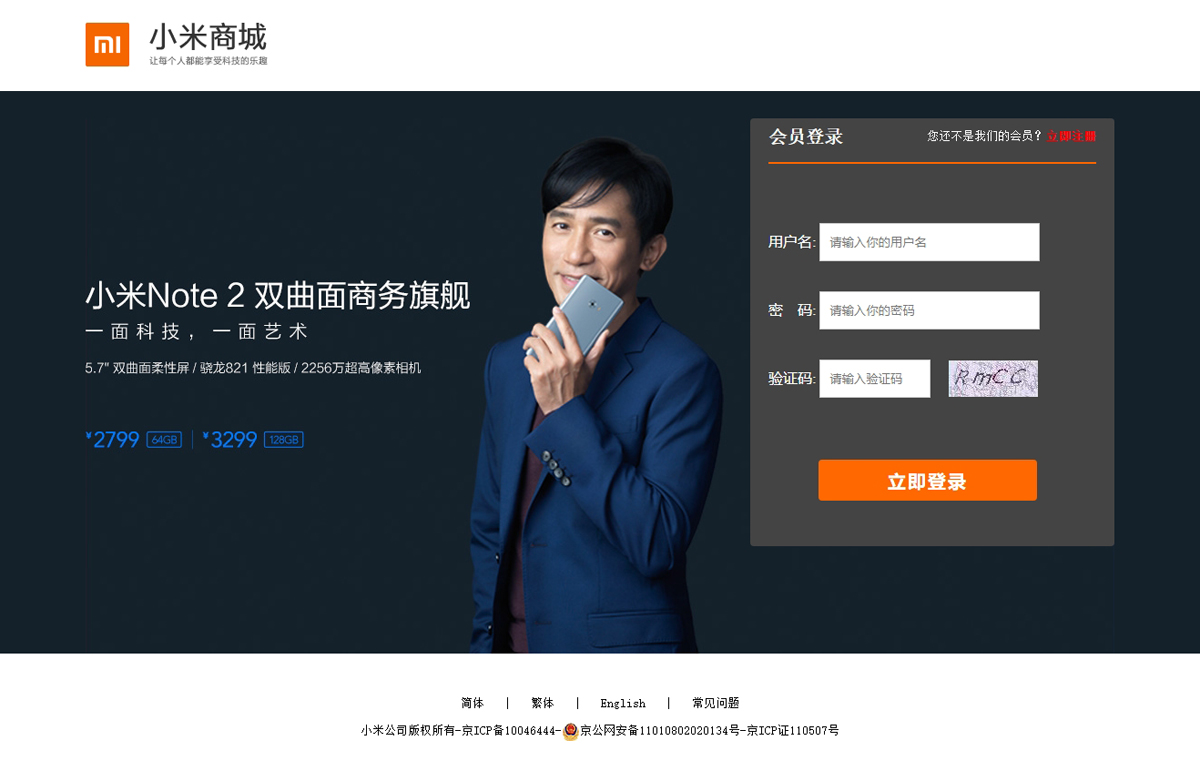 小米商城
让每个人都能享受科技的乐趣
会员登录
您还不是我们的会员? 立即注册
用户名: 请输入你的用户名
密 码: 请输入你的密码
验证码: 请输入验证码 RmCC
立即登录
小米Note 2 双曲面商务旗舰
一面科技，一面艺术
5.7" 双曲面柔性屏 / 骁龙821 性能版 / 2256万超高像素相机
¥2799 64GB | ¥3299 128GB
简体 | 繁体 | English | 常见问题
小米公司版权所有-京ICP备10046444-京公网安备11010802020134号-京ICP证110507号